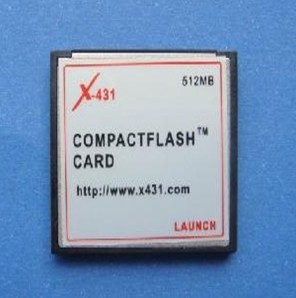 X-431
512MB
COMPACTFLASH™
CARD
http://www.x431.com
LAUNCH